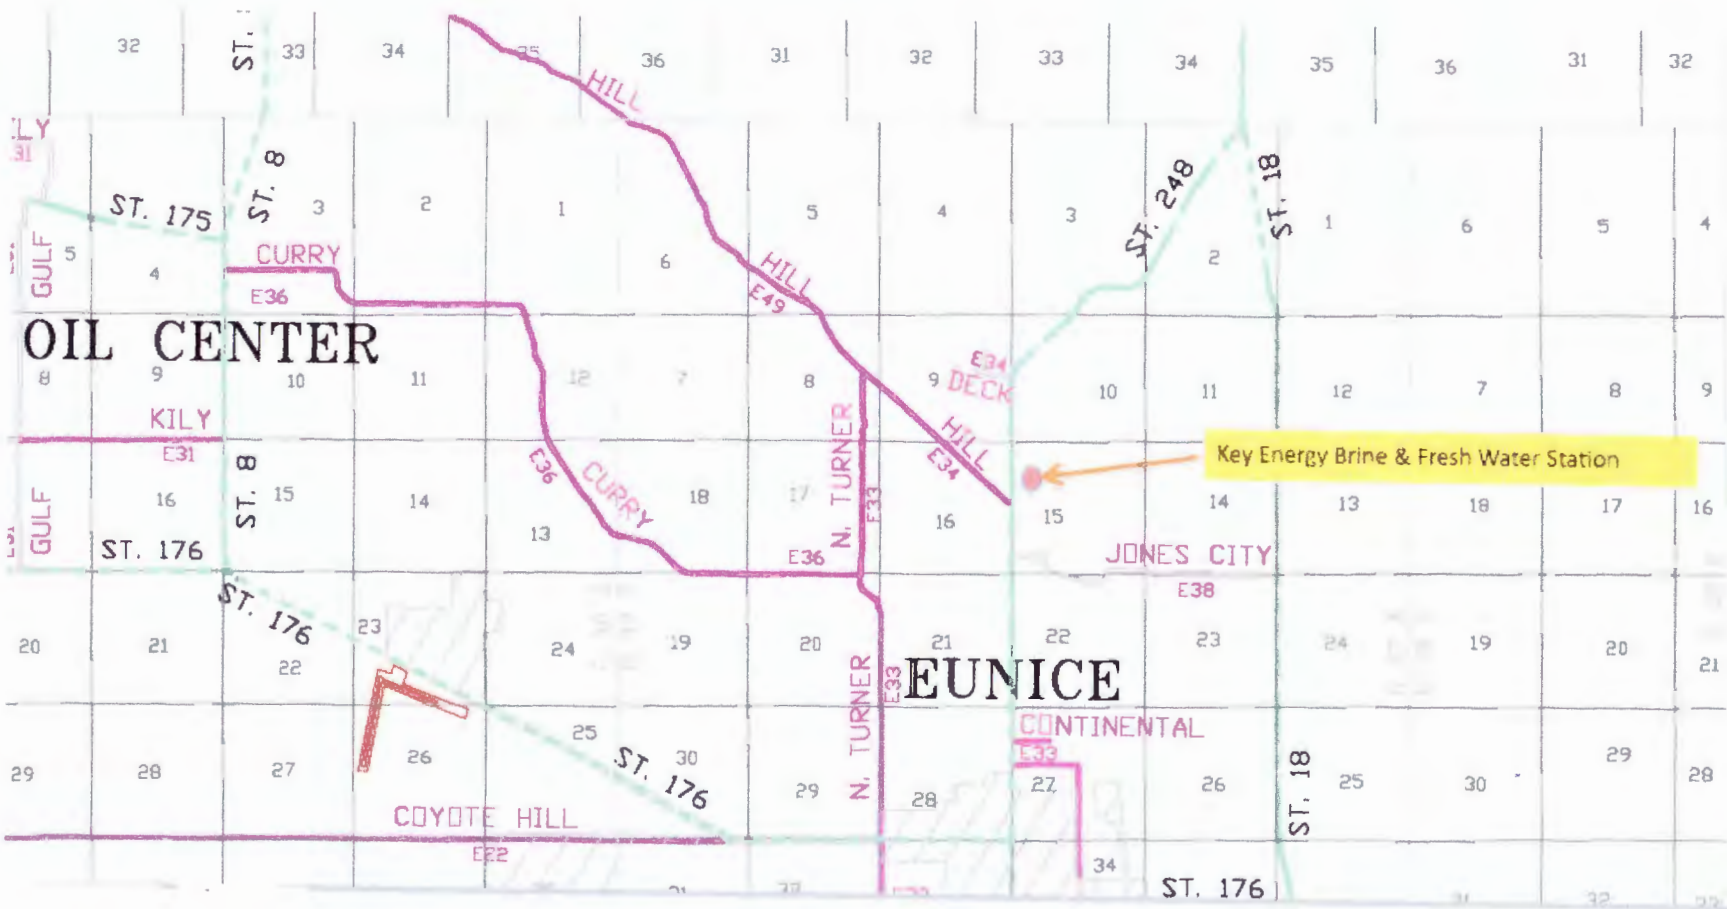 ST.
32
33
34
35
36
31
32
33
34
35
36
31
32
HILL
ST. 8
ST. 248
ST. 18
ST. 175
3
2
1
5
4
3
1
6
5
4
GULF
5
4
CURRY
E36
6
HILL
E49
2
OIL CENTER
8
9
10
11
12
7
8
9
E34
DECK
10
11
12
7
8
9
KILY
E31
N. TURNER
E33
HILL
E34
Key Energy Brine & Fresh Water Station
GULF
16
ST. 8
15
14
E36
CURRY
13
18
17
16
15
14
13
18
17
16
ST. 176
E36
JONES CITY
E38
ST. 176
20
21
22
23
24
19
20
21
22
23
24
19
20
21
N. TURNER
E33
EUNICE
CONTINENTAL
E33
29
28
27
26
25
30
ST. 176
29
28
27
26
ST. 18
25
30
29
28
COYOTE HILL
E22
34
ST. 176